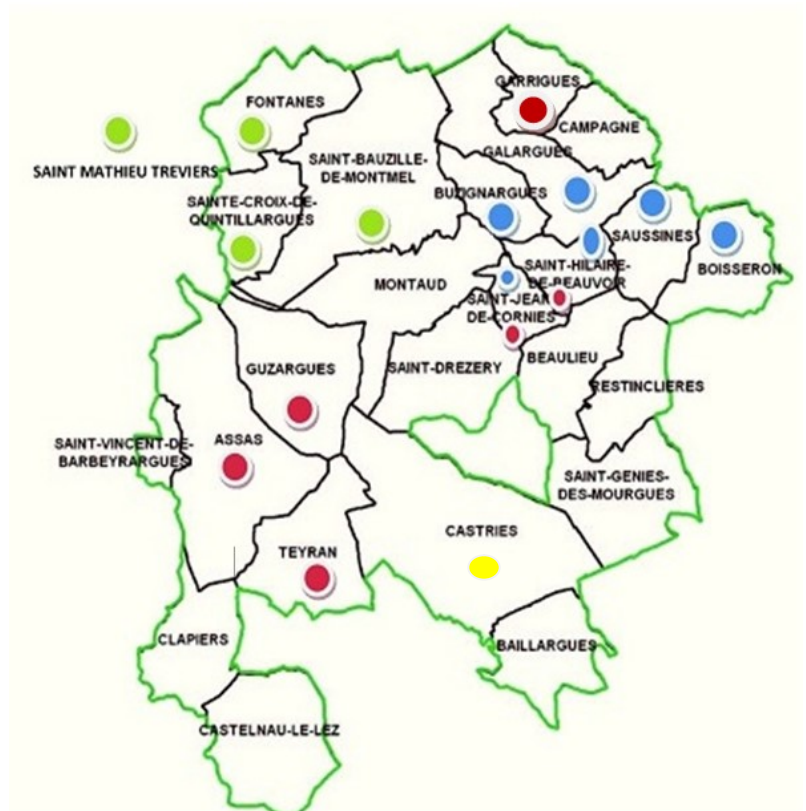 GARRIGUES
FONTANES
CAMPAGNE
GALARGUES
SAINT MATHIEU TREVIERS
SAINT-BAUZILLE-
DE-MONTMEL
BUZIGNARGUES
SAINTE-CROIX-DE-
QUINTILLARGUES
SAUSSINES
BOISSERON
SAINT-HILAIRE-
DE-BEAUVOIR
MONTAUD
SAINT-JEAN
DE-CORNIES
BEAULIEU
GUZARGUES
SAINT-DREZERY
RESTINCLIERES
SAINT-VINCENT-DE-
BARBEYRARGUES
ASSAS
SAINT-GENIES-
DES-MOURGUES
CASTRIES
TEYRAN
CLAPIERS
BAILLARGUES
CASTELNAU-LE-LEZ